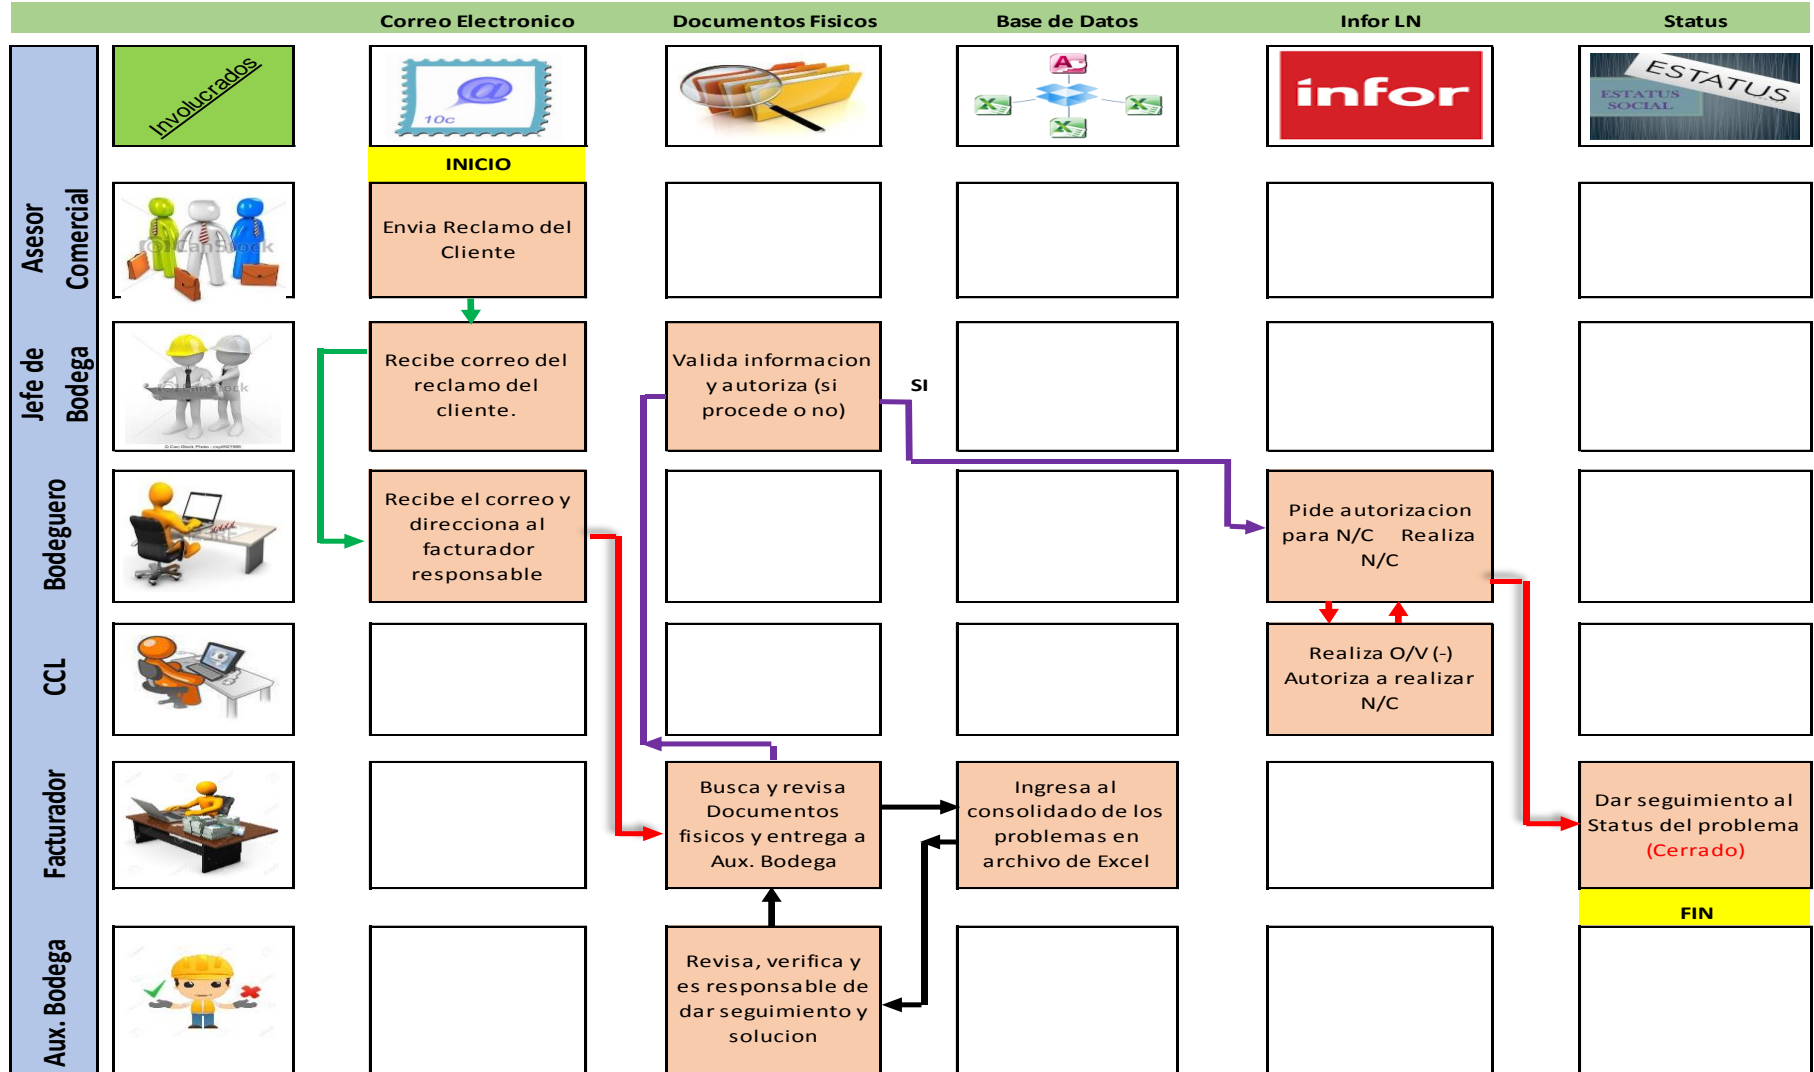 Correo Electronico
Documentos Fisicos
Base de Datos
Infor LN
Status
Involucrados
@
10c
infor
ESTATUS
ESTATUS
SOCIAL
INICIO
Asesor
Comercial
CanStock
Envia Reclamo del
Cliente
Jefe de
Bodega
Recibe correo del
reclamo del
cliente.
Valida informacion
y autoriza (si
procede o no)
SI
Bodeguero
Recibe el correo y
direcciona al
facturador
responsable
Pide autorizacion
para N/C Realiza
N/C
CCL
Realiza O/V (-)
Autoriza a realizar
N/C
Facturador
Busca y revisa
Documentos
fisicos y entrega a
Aux. Bodega
Ingresa al
consolidado de los
problemas en
archivo de Excel
Dar seguimiento al
Status del problema
(Cerrado)
FIN
Aux. Bodega
Revisa, verifica y
es responsable de
dar seguimiento y
solucion